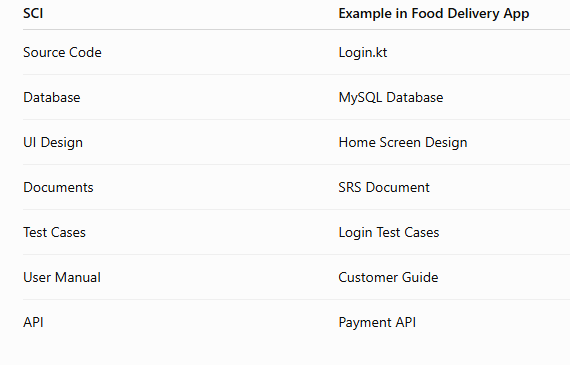 SCI Example in Food Delivery App
Source Code Login.kt
Database MySQL Database
UI Design Home Screen Design
Documents SRS Document
Test Cases Login Test Cases
User Manual Customer Guide
API Payment API